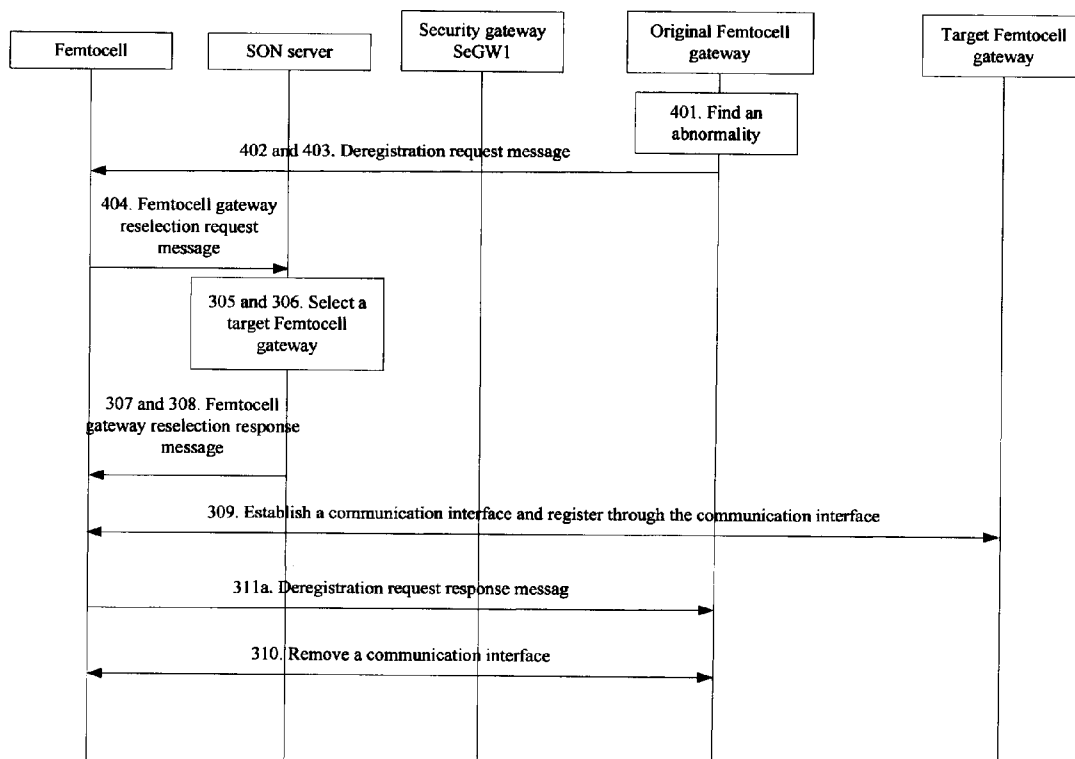 Femtocell
SON server
Security gateway
SeGW1
Original Femtocell
gateway
Target Femtocell
gateway
401. Find an
abnormality
402 and 403. Deregistration request message
404. Femtocell gateway
reselection request
message
305 and 306. Select a
target Femtocell
gateway
307 and 308. Femtocell
gateway reselection response
message
309. Establish a communication interface and register through the communication interface
311a. Deregistration request response messag
310. Remove a communication interface